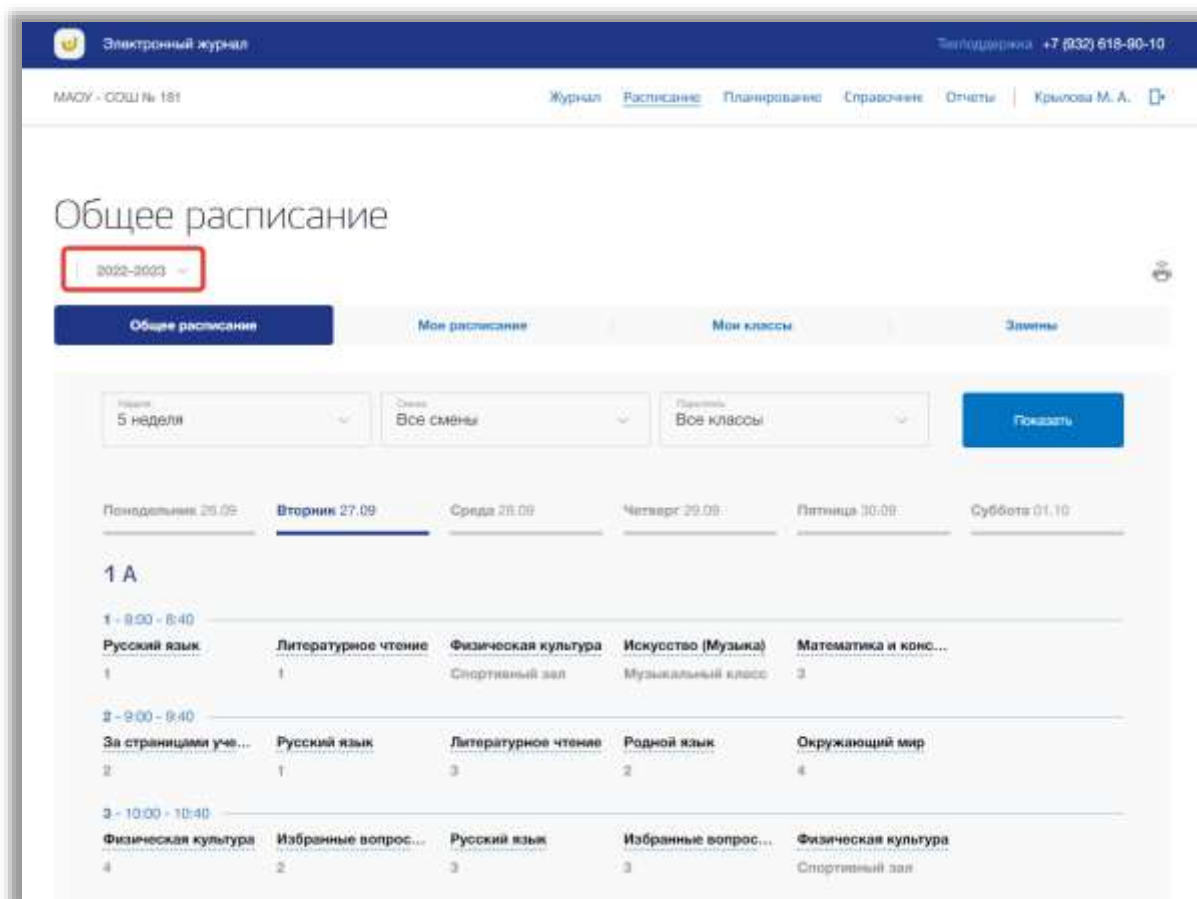 Электронный журнал Техподдержка +7 (932) 618-90-10
МАОУ - СОШ № 181 Журнал Расписание Планирование Справочник Отчеты Крылова М. А.
Общее расписание
2022-2023
Общее расписание Мое расписание Мои классы Замены
Неделя Смена Параллель
5 неделя Все смены Все классы Показать
Понедельник 26.09 Вторник 27.09 Среда 28.09 Четверг 29.09 Пятница 30.09 Суббота 01.10
1 А
1 - 8:00 - 8:40
Русский язык Литературное чтение Физическая культура Искусство (Музыка) Математика и конс...
1 1 Спортивный зал Музыкальный класс 3
2 - 9:00 - 9:40
За страницами уче... Русский язык Литературное чтение Родной язык Окружающий мир
2 1 3 2 4
3 - 10:00 - 10:40
Физическая культура Избранные вопрос... Русский язык Избранные вопрос... Физическая культура
4 2 3 3 Спортивный зал